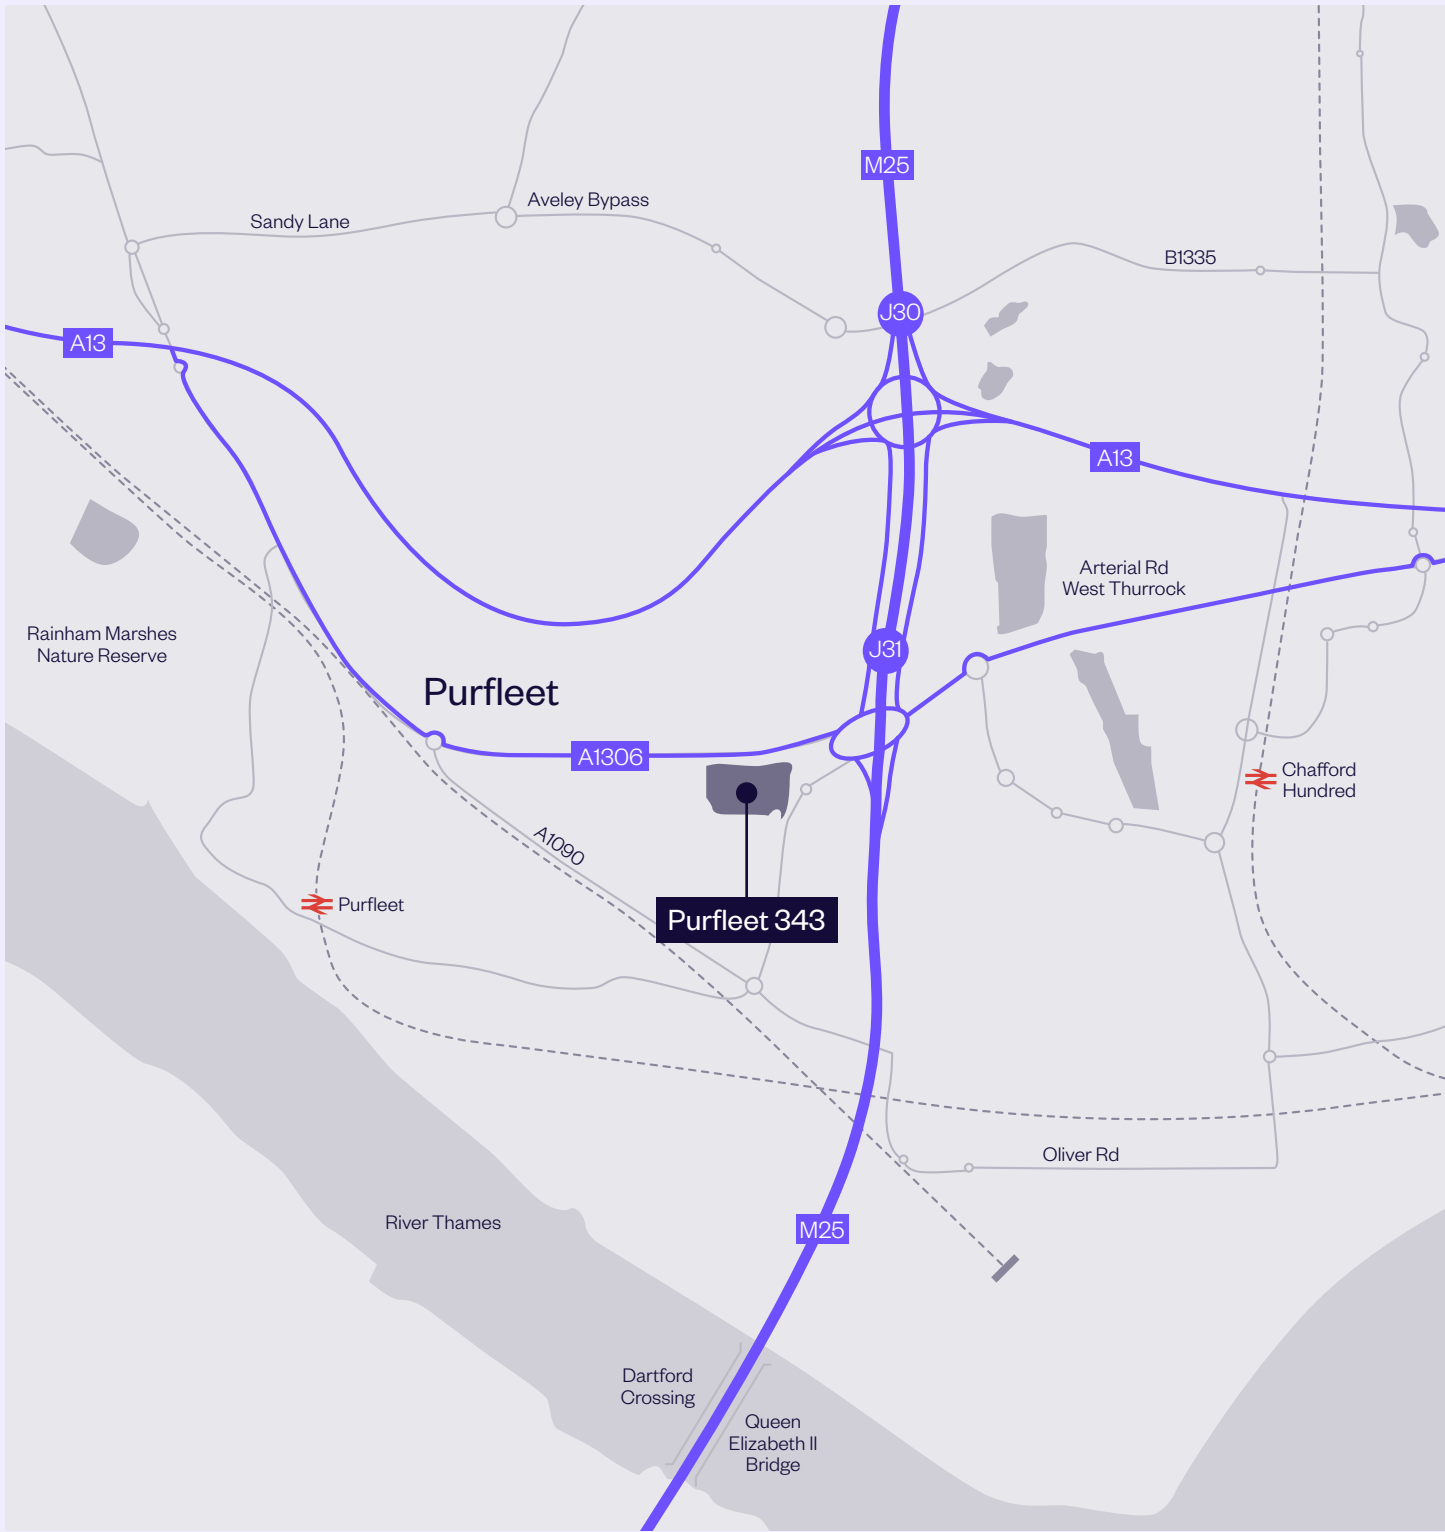 M25
Aveley Bypass
Sandy Lane
B1335
J30
A13
A13
Arterial Rd
West Thurrock
Rainham Marshes
Nature Reserve
J31
Purfleet
A1306
Chafford
Hundred
A1090
Purfleet
Purfleet 343
Oliver Rd
River Thames
M25
Dartford
Crossing
Queen
Elizabeth II
Bridge